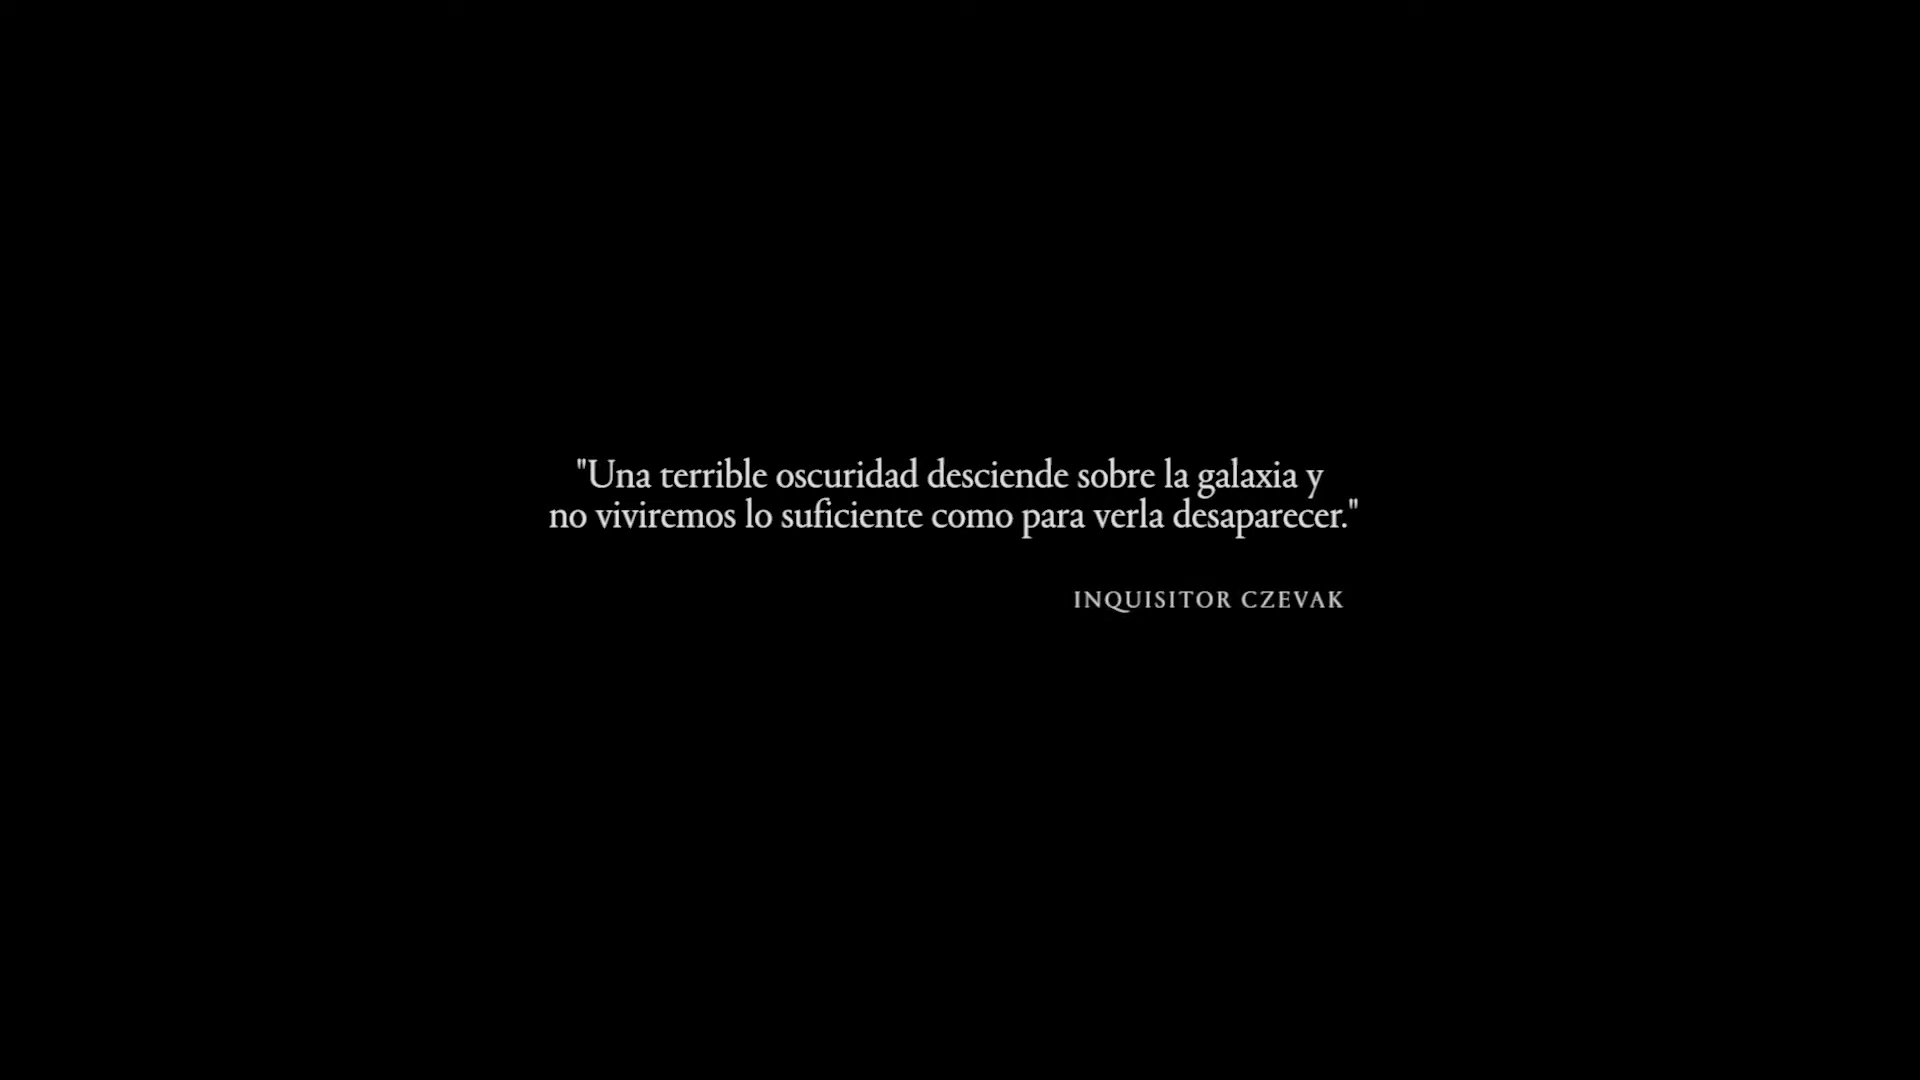 "Una terrible oscuridad desciende sobre la galaxia y
no viviremos lo suficiente como para verla desaparecer."
INQUISITOR CZEVAK